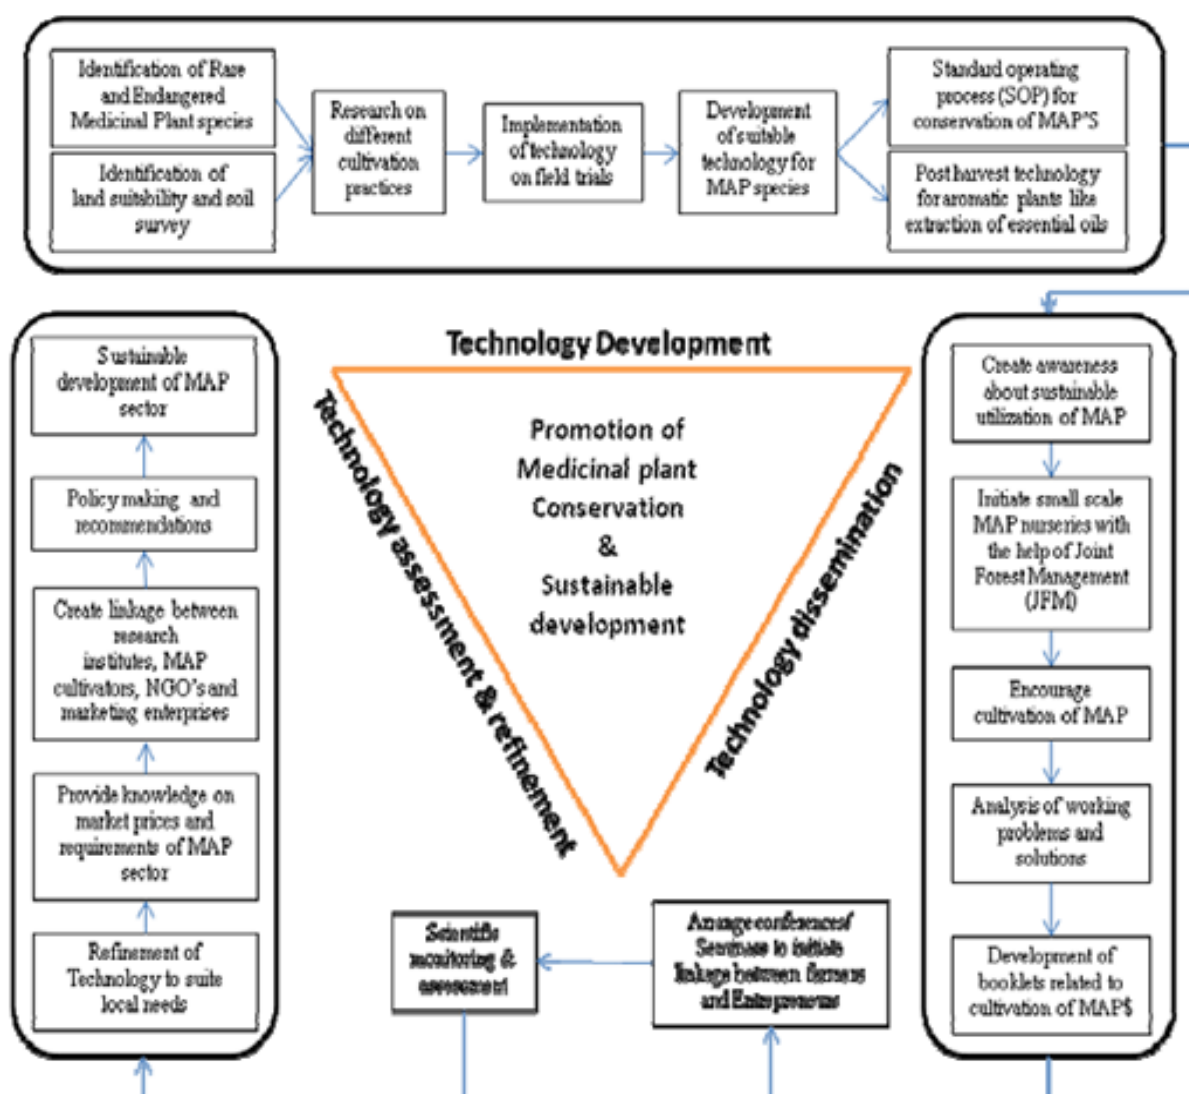 Identification of Rare
and Endangered
Medicinal Plant species
Identification of
land suitability and soil
survey
Research on
different
cultivation
practices
Implementation
of technology
on field trials
Development
of suitable
technology for
MAP species
Standard operating
process (SOP) for
conservation of MAP'S
Post harvest technology
for aromatic plants like
extraction of essential oils
Sustainable
development of MAP
sector
Policy making and
recommendations
Create linkage between
research
institutes, MAP
cultivators, NGO's and
marketing enterprises
Provide knowledge on
market prices and
requirements of MAP
sector
Refinement of
Technology to suite
local needs
Technology Development
Technology assessment & refinement
Technology dissemination
Promotion of
Medicinal plant
Conservation
&
Sustainable
development
Scientific
monitoring &
assessment
Arrange conferences/
Seminars to initiate
linkage between farmers
and Entrepreneurs
Create awareness
about sustainable
utilization of MAP
Initiate small scale
MAP nurseries with
the help of Joint
Forest Management
(JFM)
Encourage
cultivation of MAP
Analysis of working
problems and
solutions
Development of
booklets related to
cultivation of MAP$